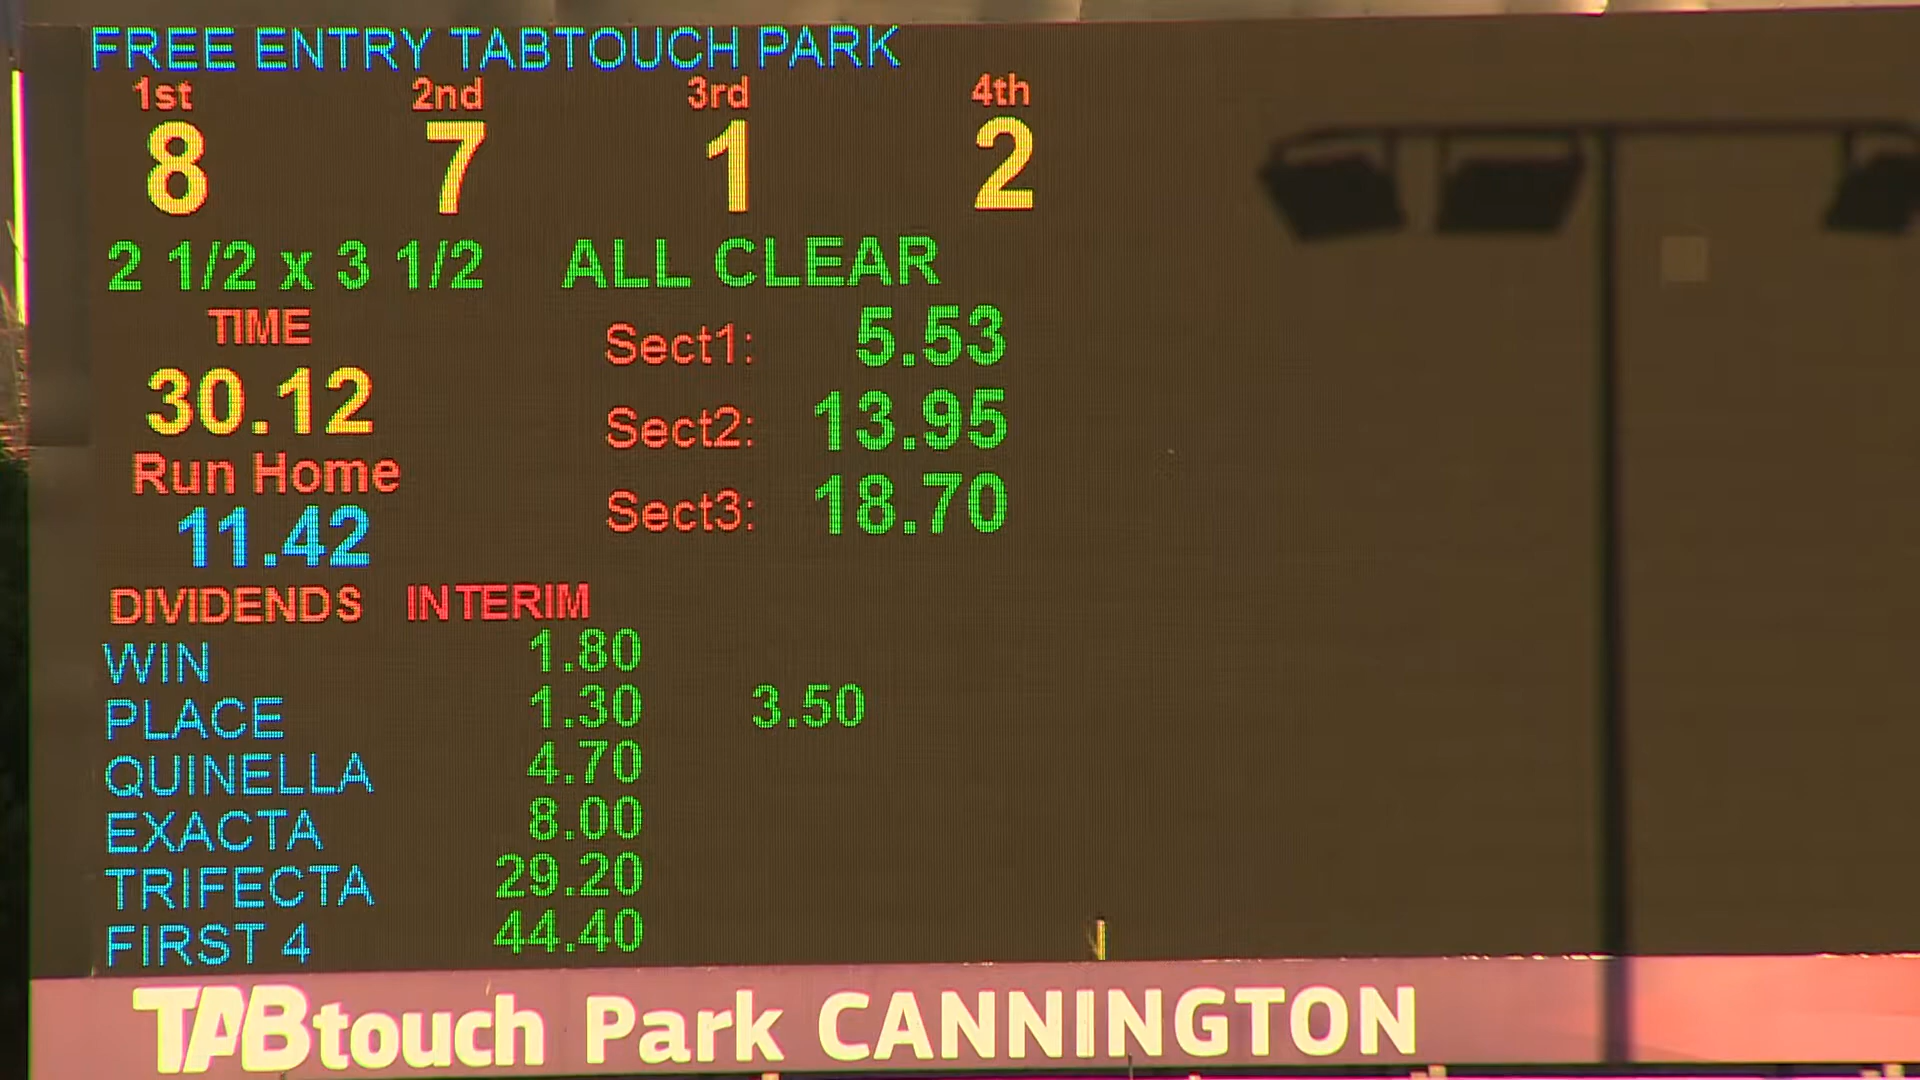 FREE ENTRY TABTOUCH PARK
1st 2nd 3rd 4th
8 7 1 2
2 1/2 x 3 1/2 ALL CLEAR
TIME Sect1: 5.53
30.12 Sect2: 13.95
Run Home Sect3: 18.70
11.42
DIVIDENDS INTERIM
WIN 1.80
PLACE 1.30 3.50
QUINELLA 4.70
EXACTA 8.00
TRIFECTA 29.20
FIRST 4 44.40
TABtouch Park CANNINGTON